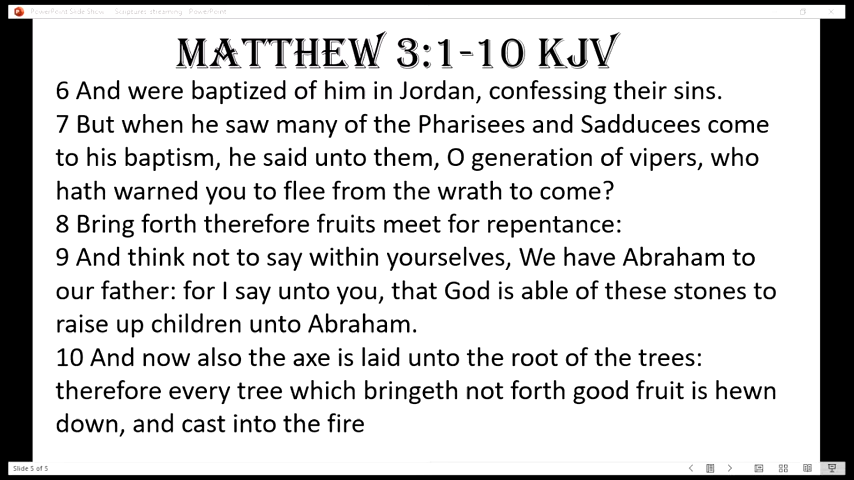 PowerPoint Slide Show - Scriptures streaming - PowerPoint
MATTHEW 3:1-10 KJV
6 And were baptized of him in Jordan, confessing their sins.
7 But when he saw many of the Pharisees and Sadducees come
to his baptism, he said unto them, O generation of vipers, who
hath warned you to flee from the wrath to come?
8 Bring forth therefore fruits meet for repentance:
9 And think not to say within yourselves, We have Abraham to
our father: for I say unto you, that God is able of these stones to
raise up children unto Abraham.
10 And now also the axe is laid unto the root of the trees:
therefore every tree which bringeth not forth good fruit is hewn
down, and cast into the fire
Slide 5 of 5